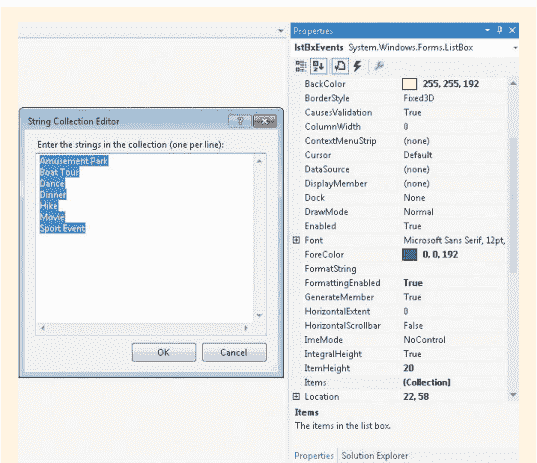 Properties
lstBxEvents System.Windows.Forms.ListBox
BackColor 255, 255, 192
BorderStyle Fixed3D
CausesValidation True
ColumnWidth 0
ContextMenuStrip (none)
Cursor Default
DataSource (none)
DisplayMember (none)
Dock None
DrawMode Normal
Enabled True
Font Microsoft Sans Serif, 12pt,
ForeColor 0, 0, 192
FormatString
FormattingEnabled True
GenerateMember True
HorizontalExtent 0
HorizontalScrollbar False
ImeMode NoControl
IntegralHeight True
ItemHeight 20
Items (Collection)
Location 22, 58
Items
The items in the list box.
Properties Solution Explorer
String Collection Editor
Enter the strings in the collection (one per line):
Amusement Park
Boat Tour
Dance
Dinner
Hike
Movie
Sport Event
OK Cancel